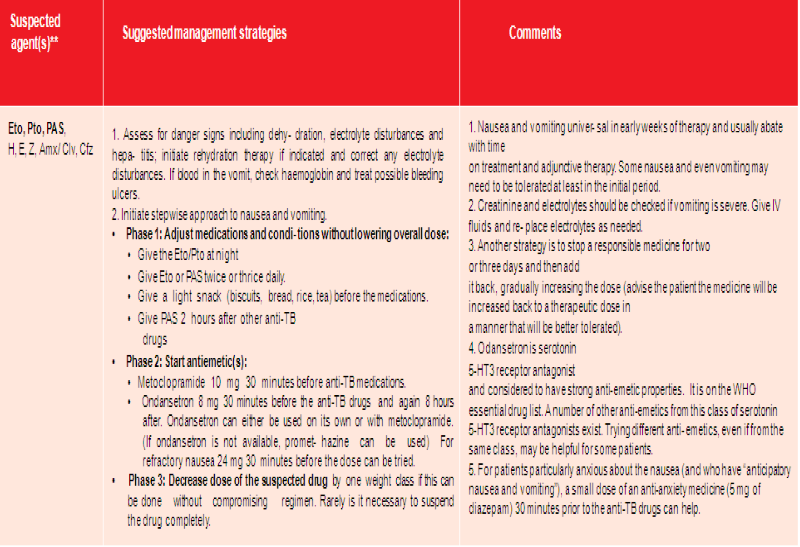 Suspected
agent(s)**
Suggested management strategies
Comments
Eto, Pto, PAS,
H, E, Z, Amx/ Clv, Cfz
1. Assess for danger signs including dehy- dration, electrolyte disturbances and
hepa- titis; initiate rehydration therapy if indicated and correct any electrolyte
disturbances. If blood in the vomit, check haemoglobin and treat possible bleeding
ulcers.
2. Initiate stepwise approach to nausea and vomiting.
• Phase 1: Adjust medications and condi- tions without lowering overall dose:
• Give the Eto/Pto at night
• Give Eto or PAS twice or thrice daily.
• Give a light snack (biscuits, bread, rice, tea) before the medications.
• Give PAS 2 hours after other anti-TB
drugs
• Phase 2: Start antiemetic(s):
• Metoclopramide 10 mg 30 minutes before anti-TB medications.
• Ondansetron 8 mg 30 minutes before the anti-TB drugs and again 8 hours
after. Ondansetron can either be used on its own or with metoclopramide.
(If ondansetron is not available, promet- hazine can be used) For
refractory nausea 24 mg 30 minutes before the dose can be tried.
• Phase 3: Decrease dose of the suspected drug by one weight class if this can
be done without compromising regimen. Rarely is it necessary to suspend
the drug completely.
1. Nausea and vomiting univer- sal in early weeks of therapy and usually abate
with time
on treatment and adjunctive therapy. Some nausea and even vomiting may
need to be tolerated at least in the initial period.
2. Creatinine and electrolytes should be checked if vomiting is severe. Give IV
fluids and re- place electrolytes as needed.
3. Another strategy is to stop a responsible medicine for two
or three days and then add
it back, gradually increasing the dose (advise the patient the medicine will be
increased back to a therapeutic dose in
a manner that will be better tolerated).
4. Odansetron is serotonin
5-HT3 receptor antagonist
and considered to have strong anti-emetic properties. It is on the WHO
essential drug list. A number of other anti-emetics from this class of serotonin
5-HT3 receptor antagonists exist. Trying different anti- emetics, even if from the
same class, may be helpful for some patients.
5. For patients particularly anxious about the nausea (and who have “anticipatory
nausea and vomiting”), a small dose of an anti-anxiety medicine (5 mg of
diazepam) 30 minutes prior to the anti-TB drugs can help.